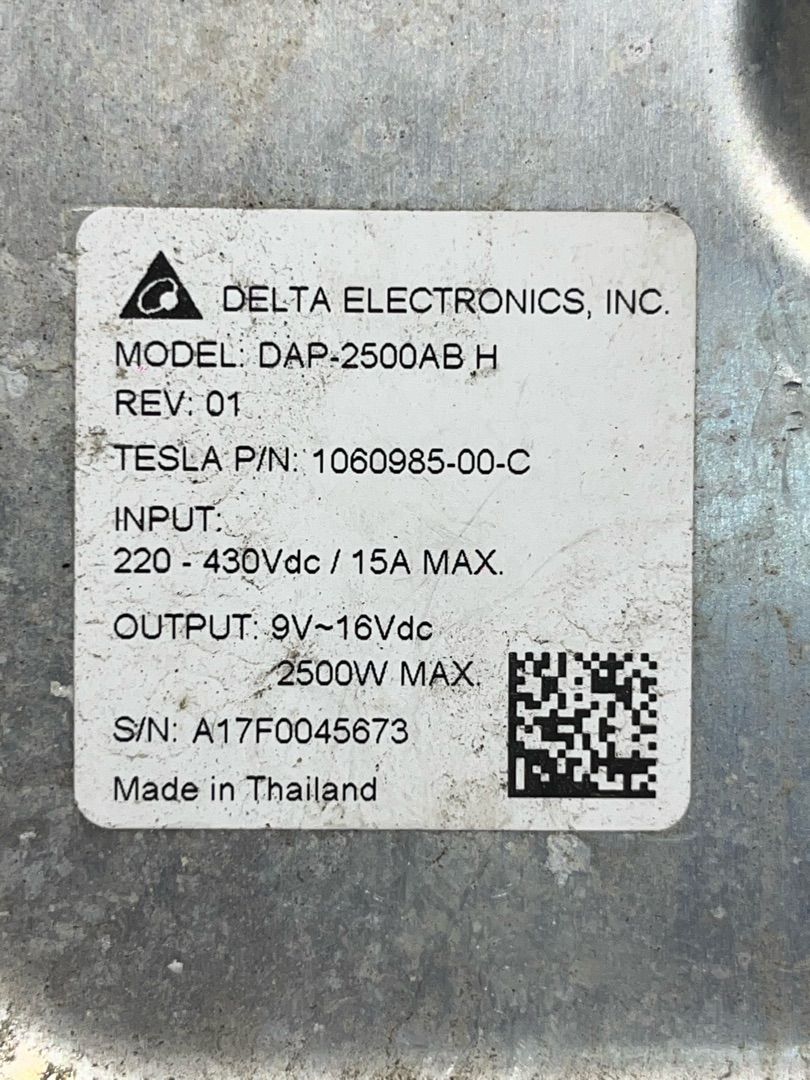 DELTA ELECTRONICS, INC.
MODEL: DAP-2500AB H
REV: 01
TESLA P/N: 1060985-00-C
INPUT:
220 - 430Vdc / 15A MAX.
OUTPUT: 9V~16Vdc
2500W MAX.
S/N: A17F0045673
Made in Thailand